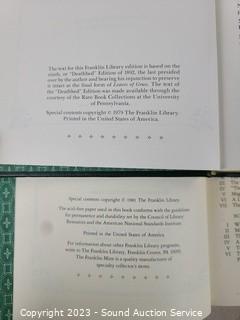 The text for this Franklin Library edition is based on the
ninth, or "Deathbed" Edition of 1892, the last presided
over by the author and bearing his injunction to preserve
it intact as the final form of Leaves of Grass. The text of
the "Deathbed" Edition was made available through the
courtesy of the Rare Book Collections at the University
of Pennsylvania.
Special contents copyright © 1979 The Franklin Library
Printed in the United States of America.
Special contents copyright © 1981 The Franklin Library
The acid-free paper used in this book conforms with the guidelines
for permanence and durability set by the Council of Library
Resources and the American National Standards Institute.
Printed in the United States of America
For information about other Franklin Library programs,
write to The Franklin Library, Franklin Center, PA 19091.
The Franklin Mint is a quality manufacturer of
specialty collector's items.
Copyright 2023 - Sound Auction Service